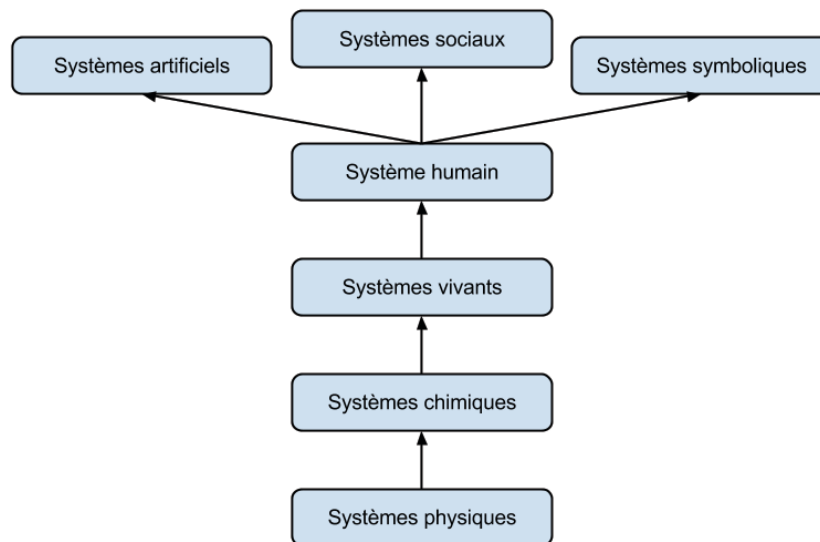 Systèmes sociaux
Systèmes artificiels
Systèmes symboliques
Système humain
Systèmes vivants
Systèmes chimiques
Systèmes physiques